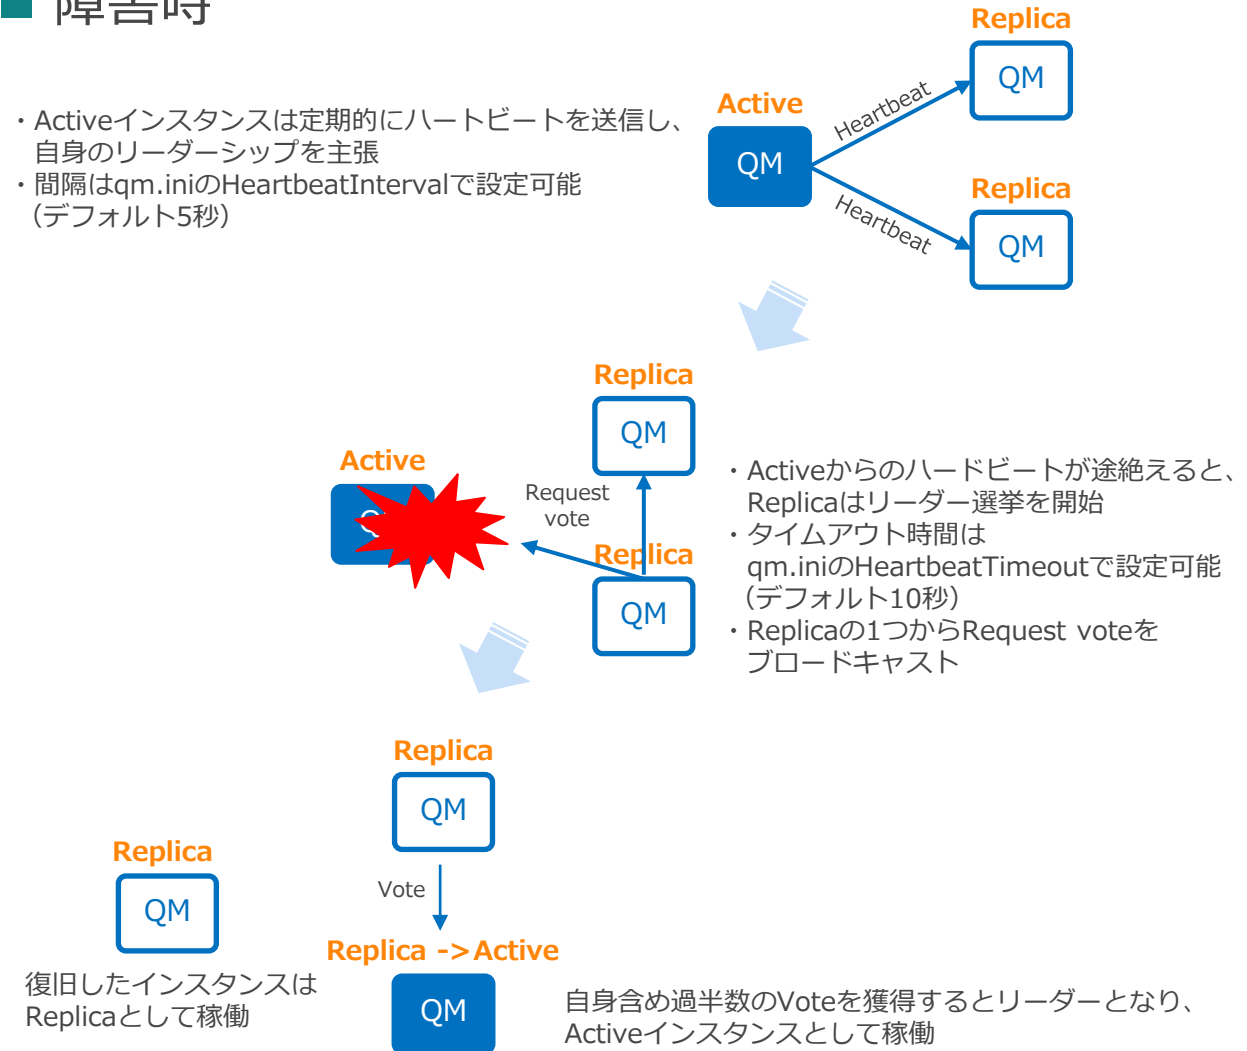 障害時
Replica
QM
Active
QM
Heartbeat
Heartbeat
Replica
QM
・Activeインスタンスは定期的にハートビートを送信し、
自身のリーダーシップを主張
・間隔はqm.iniのHeartbeatIntervalで設定可能
（デフォルト5秒）
Replica
QM
Active
Request
vote
Replica
QM
・Activeからのハードビートが途絶えると、
Replicaはリーダー選挙を開始
・タイムアウト時間は
qm.iniのHeartbeatTimeoutで設定可能
（デフォルト10秒）
・Replicaの1つからRequest voteを
ブロードキャスト
Replica
QM
Vote
Replica
QM
復旧したインスタンスは
Replicaとして稼働
Replica ->Active
QM
自身含め過半数のVoteを獲得するとリーダーとなり、
Activeインスタンスとして稼働